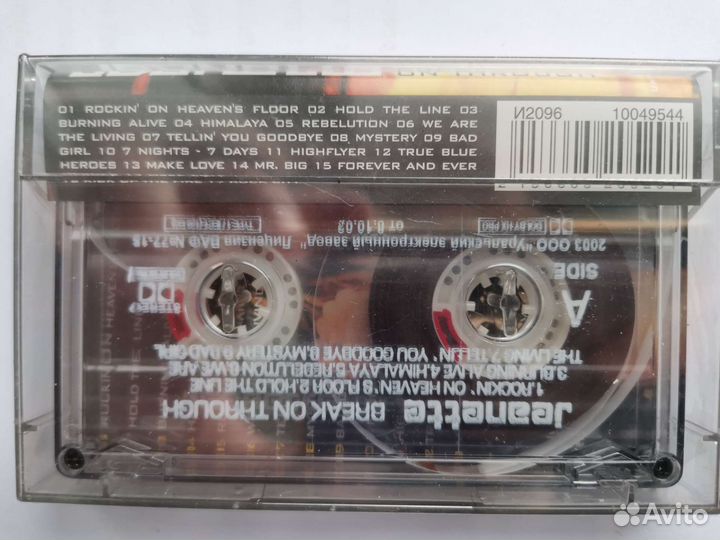 ON THROUGH
01 ROCKIN' ON HEAVEN'S FLOOR 02 HOLD THE LINE 03
BURNING ALIVE 04 HIMALAYA 05 REBELUTION 06 WE ARE
THE LIVING 07 TELLIN' YOU GOODBYE 08 MYSTERY 09 BAD
GIRL 10 7 NIGHTS - 7 DAYS 11 HIGHFLYER 12 TRUE BLUE
HEROES 13 MAKE LOVE 14 MR. BIG 15 FOREVER AND EVER
И2096 10049544
Jeanette BREAK ON THROUGH
1.ROCKIN' ON HEAVEN'S FLOOR 2.HOLD THE LINE
3.BURNING ALIVE 4.HIMALAYA 5.REBELUTION 6.WE ARE
THE LIVING 7.TELLIN' YOU GOODBYE 8.MYSTERY 9.BAD GIRL
A
SIDE
STEREO
2003 ООО "Уральский электронный завод" Лицензия ВАФ №77-18
от 8.10.02
Avito